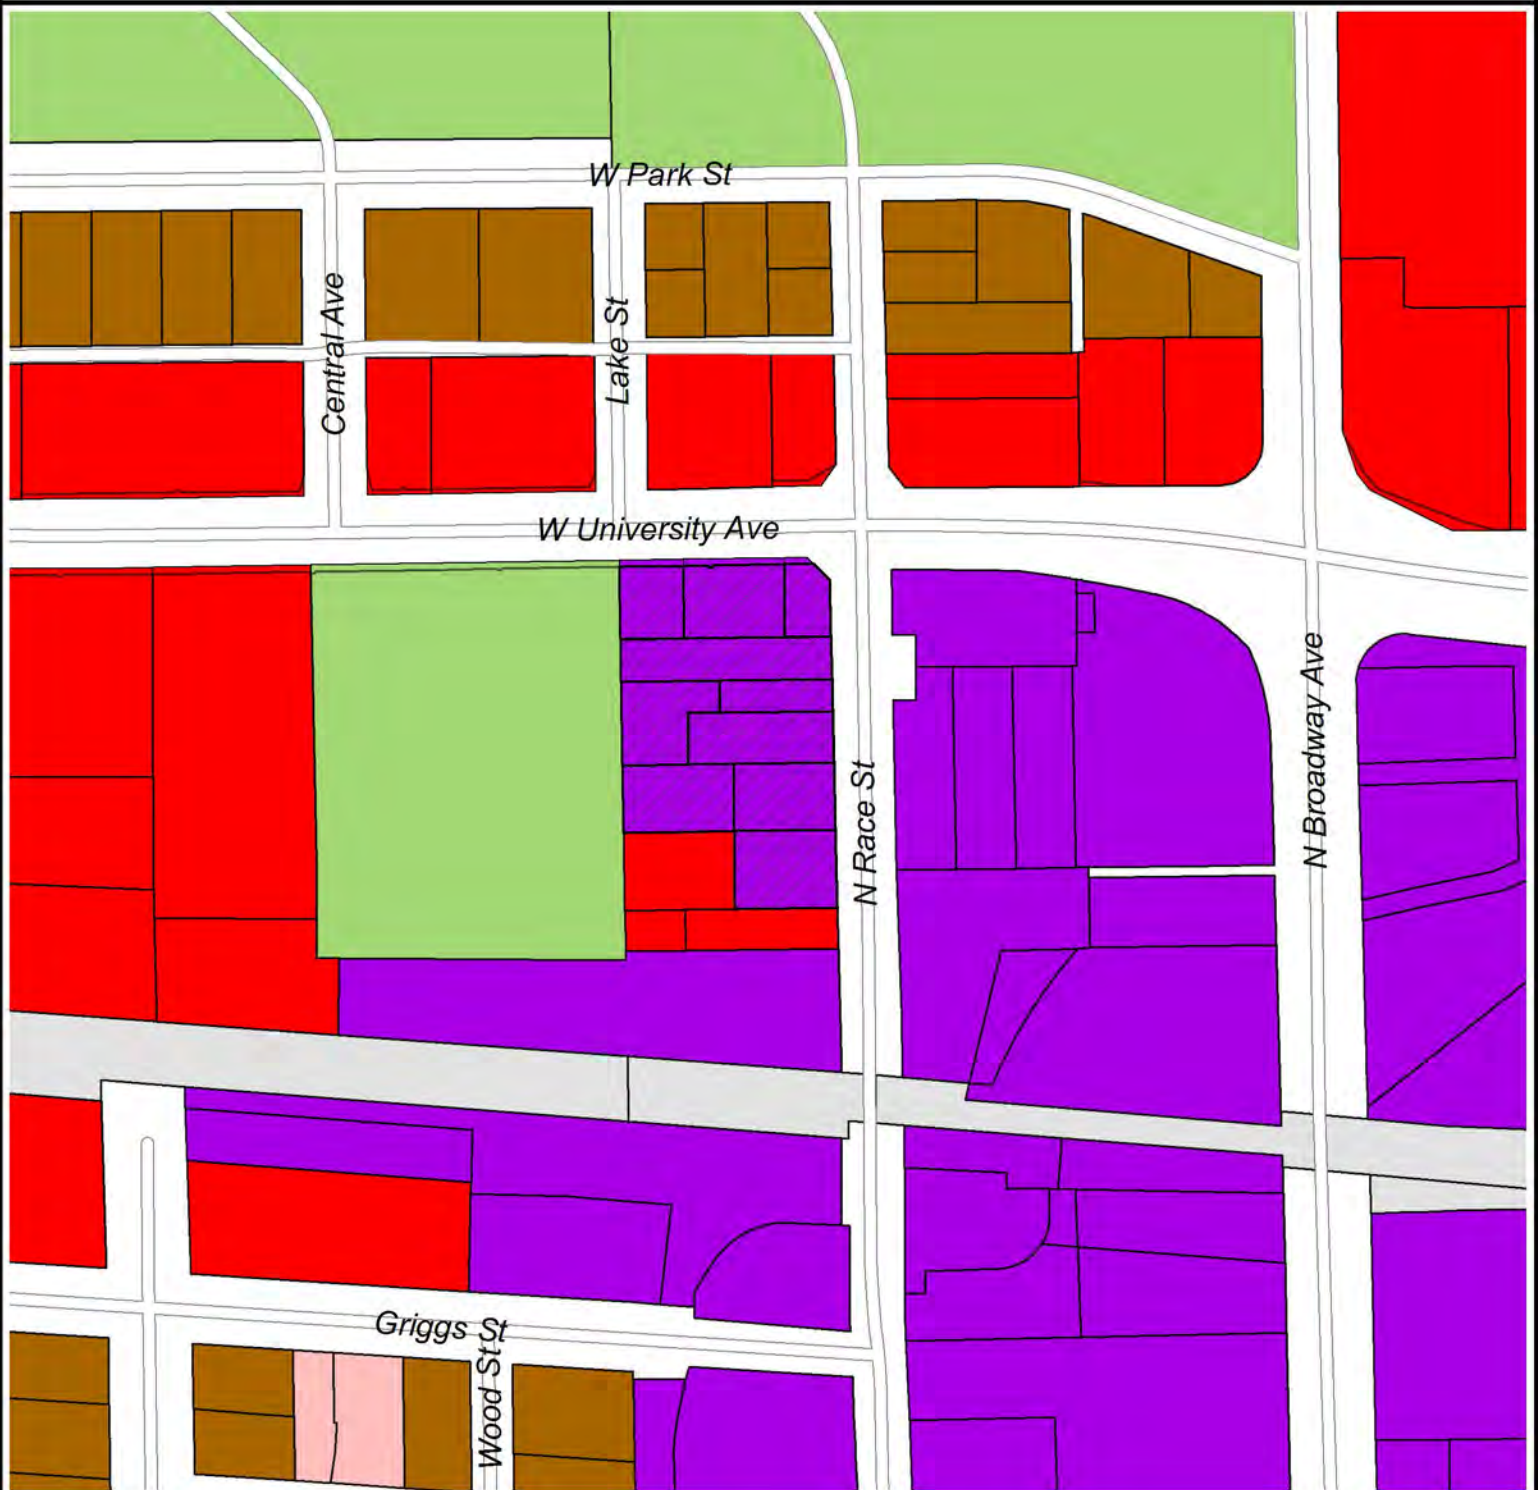 W Park St
Central Ave
Lake St
W University Ave
N Race St
N Broadway Ave
Griggs St
Wood St